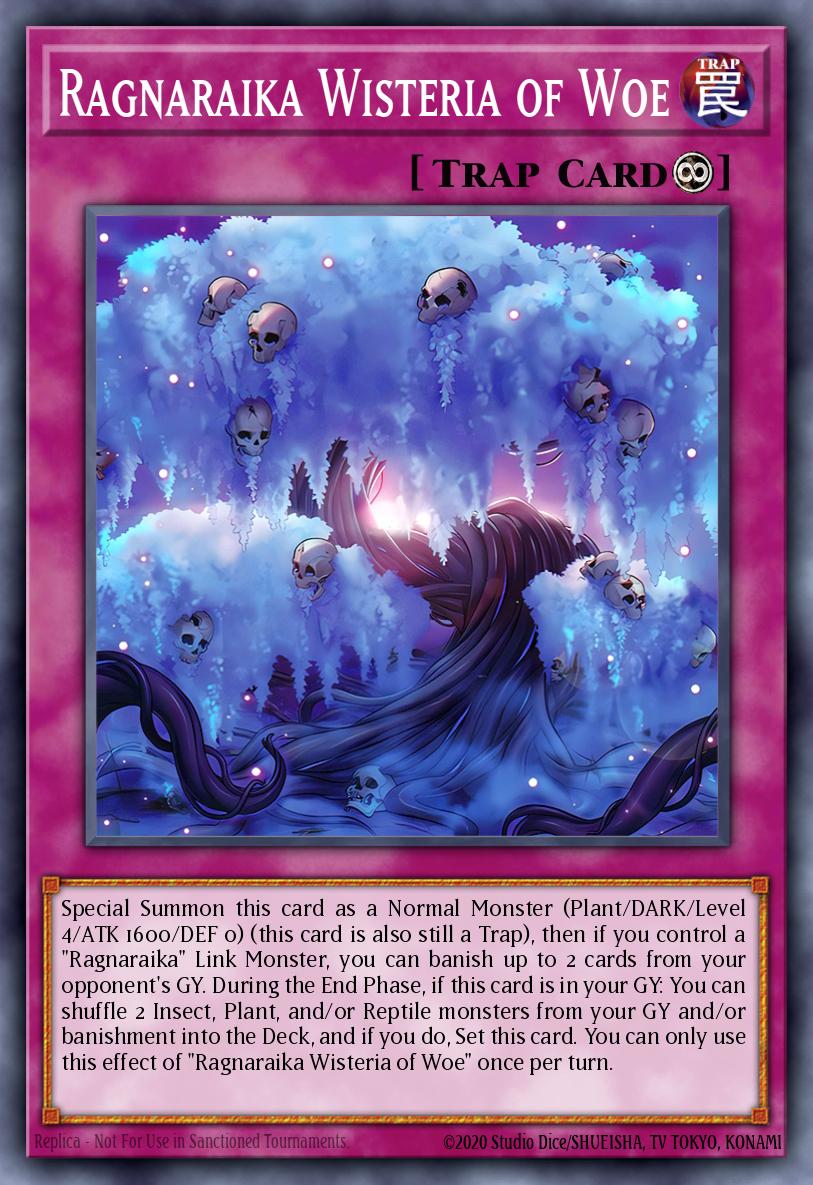 Ragnaraika Wisteria of Woe
TRAP
罠
[Trap Card♾]
Special Summon this card as a Normal Monster (Plant/DARK/Level
4/ATK 1600/DEF 0) (this card is also still a Trap), then if you control a
"Ragnaraika" Link Monster, you can banish up to 2 cards from your
opponent's GY. During the End Phase, if this card is in your GY: You can
shuffle 2 Insect, Plant, and/or Reptile monsters from your GY and/or
banishment into the Deck, and if you do, Set this card. You can only use
this effect of "Ragnaraika Wisteria of Woe" once per turn.
Replica - Not For Use in Sanctioned Tournaments.
©2020 Studio Dice/SHUEISHA, TV TOKYO, KONAMI